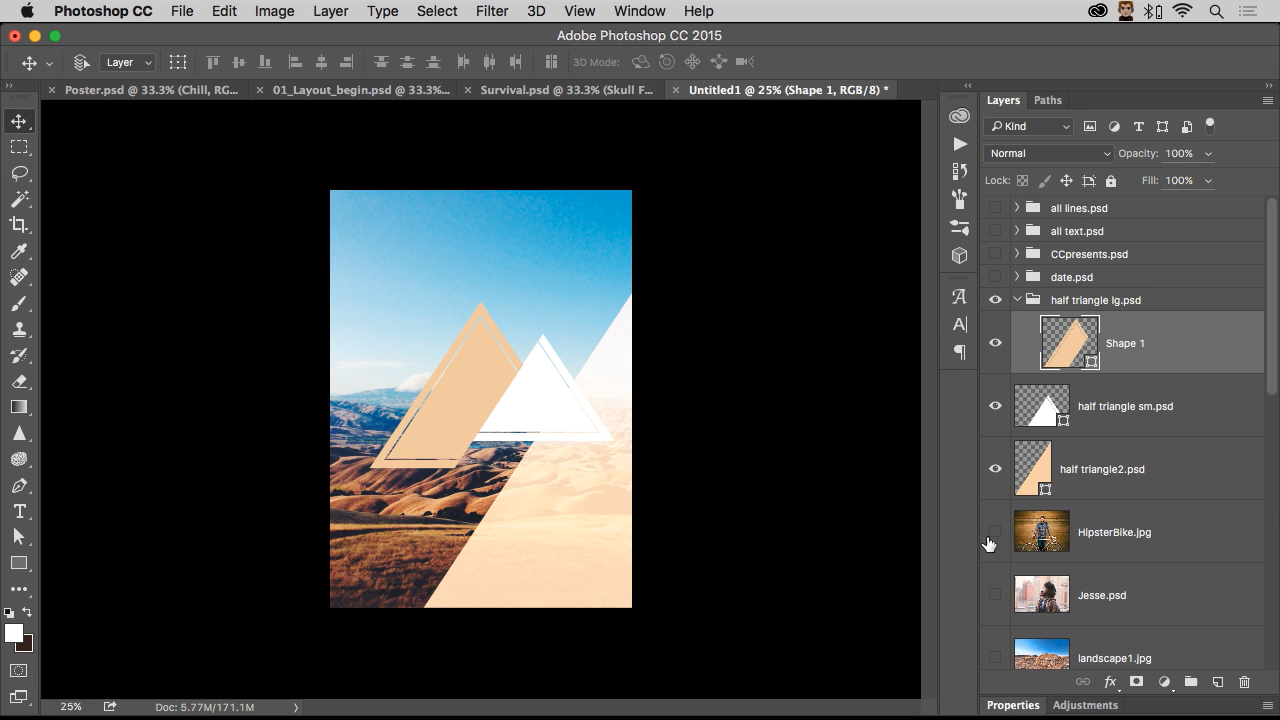 Photoshop CC File Edit Image Layer Type Select Filter 3D View Window Help
Adobe Photoshop CC 2015
Layer 3D Mode:
Poster.psd @ 33.3% (Chill, RG... 01_Layout_begin.psd @ 33.3%... Survival.psd @ 33.3% (Skull F... Untitled1 @ 25% (Shape 1, RGB/8) *
Layers Paths
Kind
Normal Opacity: 100%
Lock: Fill: 100%
all lines.psd
all text.psd
CCpresents.psd
date.psd
half triangle lg.psd
Shape 1
half triangle sm.psd
half triangle2.psd
HipsterBike.jpg
Jesse.psd
landscape1.jpg
25% Doc: 5.77M/171.1M
Properties Adjustments